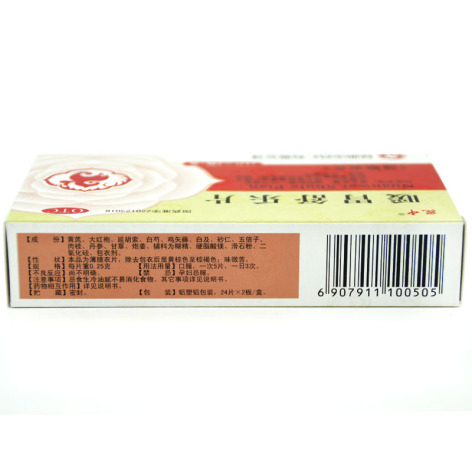 暖胃舒乐片
OTC
【成 份】 黄芪、大红袍、延胡索、白芍、鸡矢藤、白及、砂仁、五倍子、
肉桂、丹参、甘草、炮姜。辅料为糊精、硬脂酸镁、滑石粉、二
氧化硅、包衣剂。
【性 状】 本品为薄膜衣片，除去包衣后显黄棕色至棕褐色；味微苦。
【规 格】 每片重0.25克 【用法用量】 口服。一次5片，一日3次。
【不良反应】 尚不明确。 【禁 忌】 孕妇忌服。
【注意事项】 忌食生冷油腻不易消化食物。其它事项详见说明书。
【药物相互作用】 详见说明书。
【贮 藏】 密封。 【包 装】 铝塑铝包装。24片×2板/盒。
6 907911 100505